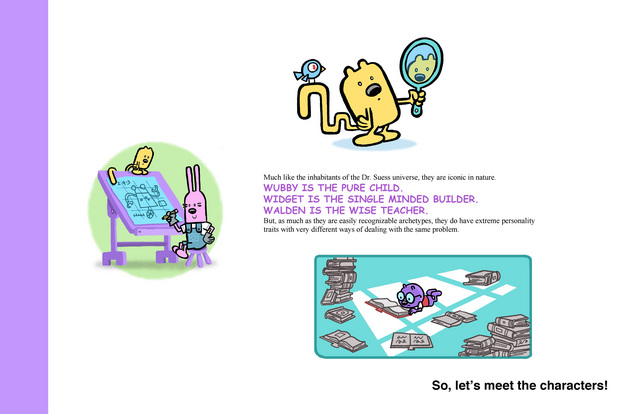 Much like the inhabitants of the Dr. Suess universe, they are iconic in nature.
WUBBY IS THE PURE CHILD.
WIDGET IS THE SINGLE MINDED BUILDER.
WALDEN IS THE WISE TEACHER.
But, as much as they are easily recognizable archetypes, they do have extreme personality
traits with very different ways of dealing with the same problem.
So, let's meet the characters!